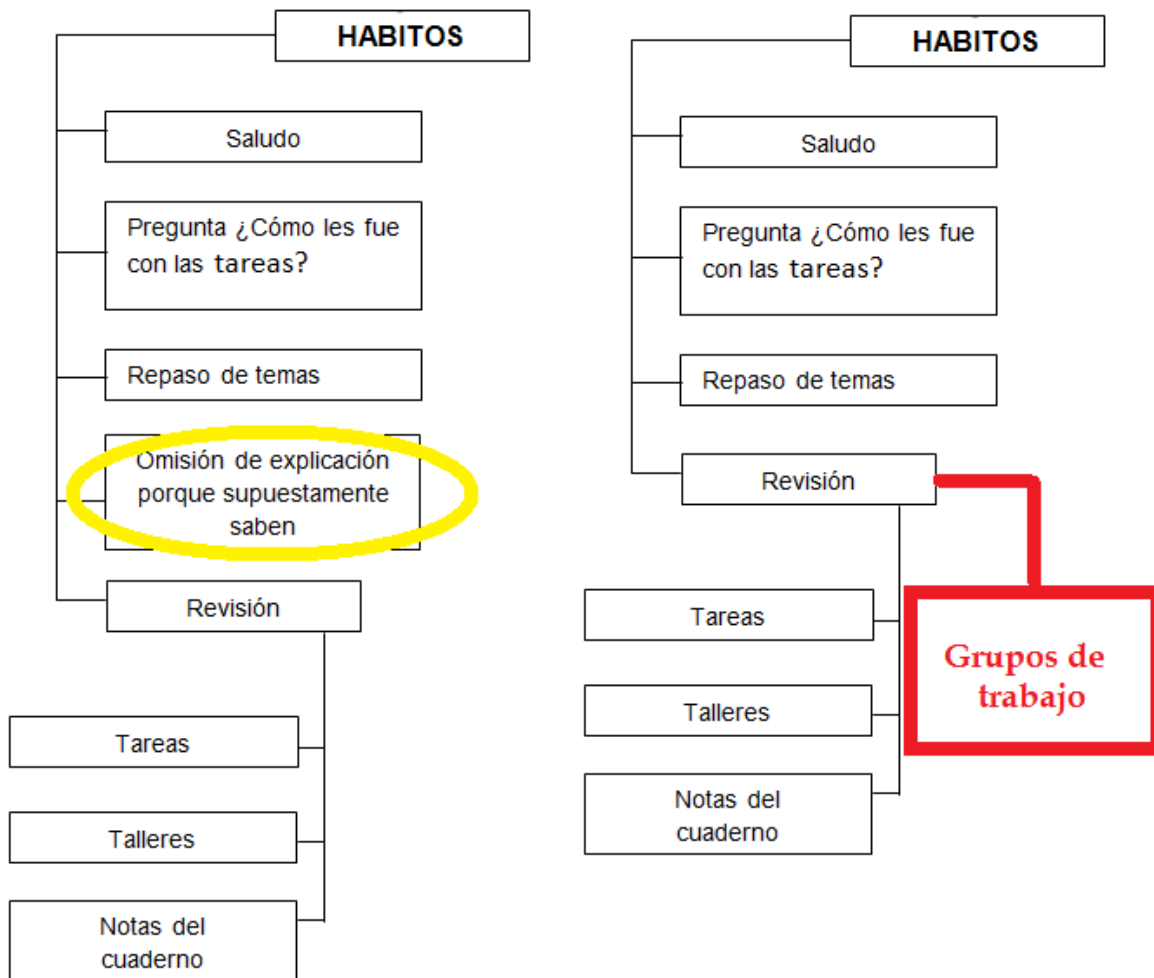 HABITOS
Saludo
Pregunta ¿Cómo les fue
con las tareas?
Repaso de temas
Omisión de explicación
porque supuestamente
saben
Revisión
Tareas
Talleres
Notas del
cuaderno
HABITOS
Saludo
Pregunta ¿Cómo les fue
con las tareas?
Repaso de temas
Revisión
Tareas
Talleres
Notas del
cuaderno
Grupos de
trabajo